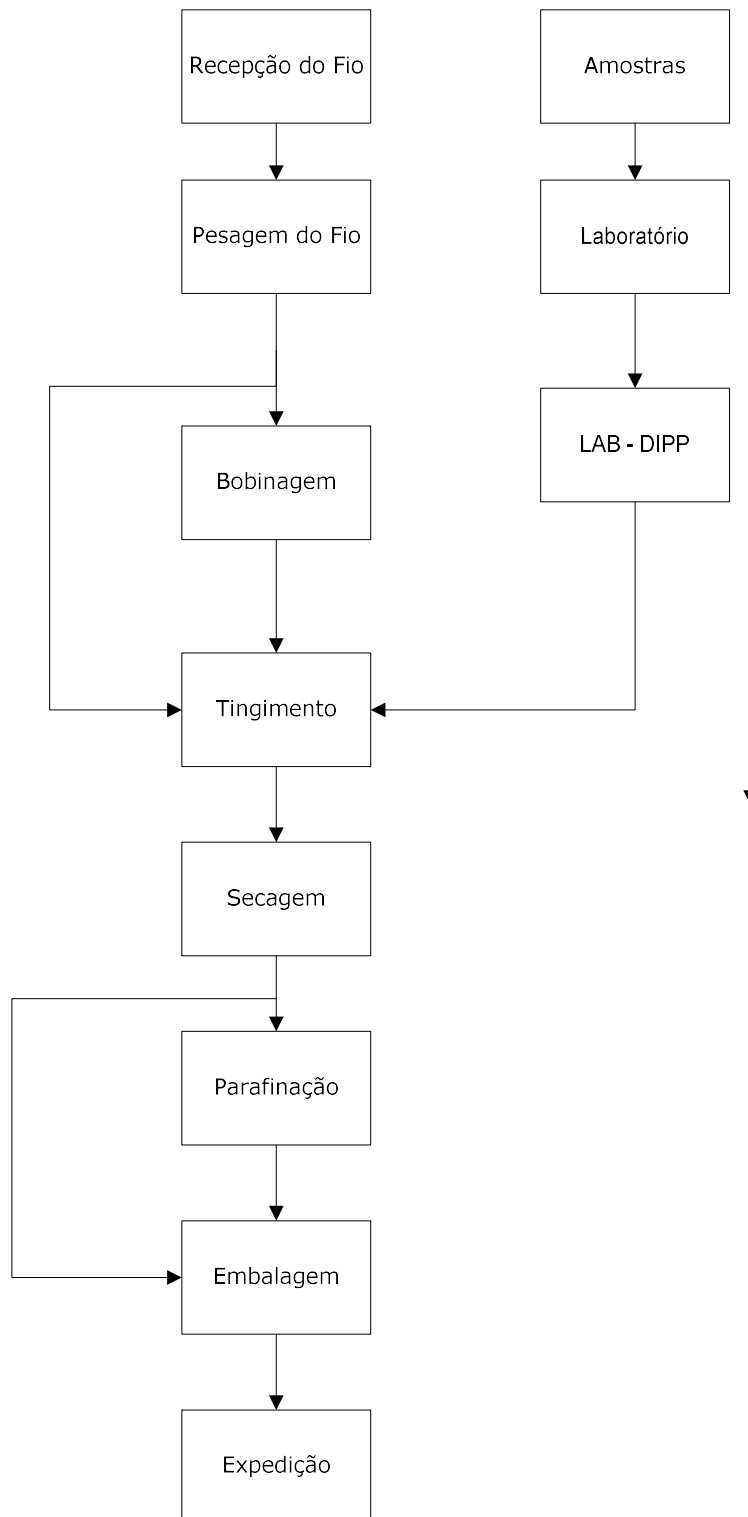 Recepção do Fio
Amostras
Pesagem do Fio
Laboratório
LAB - DIPP
Bobinagem
Tingimento
Secagem
Parafinação
Embalagem
Expedição